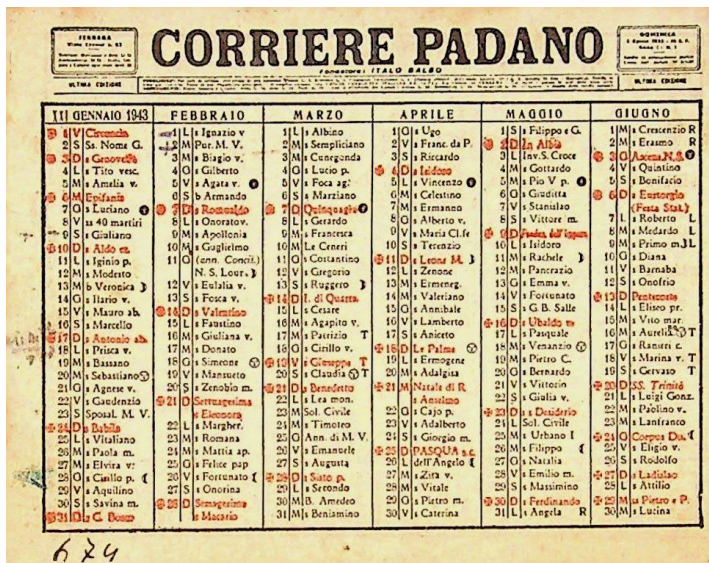 FERRARA
CORRIERE PADANO
DOMENICA
Fondatore: ITALO BALBO
ULTIMA EDIZIONE
ULTIMA EDIZIONE
XXI GENNAIO 1943
1 V Circoncis.
2 S Ss. Nome G.
3 D s Genoveffa
4 L s Tito vesc.
5 M s Amelia v.
6 M Epifania
7 G s Luciano
8 V ss 40 martiri
9 S s Giuliano
10 D s Aldo er.
11 L s Iginio p.
12 M s Modesto
13 M b Veronica
14 G s Ilario v.
15 V s Mauro ab.
16 S s Marcello
17 D s Antonio ab.
18 L s Prisca v.
19 M s Bassano
20 M s Sebastiano
21 G s Agnese v.
22 V s Gaudenzio
23 S Sposal. M. V.
24 D s Babila
25 L s Vitaliano
26 M s Paola m.
27 M s Elvira v.
28 G s Cirillo p.
29 V s Aquilino
30 S s Savina m.
31 D s G. Bosco
FEBBRAIO
1 L s Ignazio v
2 M Pur. M. V.
3 M s Biagio v.
4 G s Gilberto
5 V s Agata v.
6 S b Armando
7 D s Romualdo
8 L s Onorato v.
9 M s Apollonia
10 M s Guglielmo
11 G (ann. Concil.)
N. S. Lour.
12 V s Eulalia v.
13 S s Fosca v.
14 D s Valentino
15 L s Faustino
16 M s Giuliana v.
17 M s Donato
18 G s Simeone
19 V s Mansueto
20 S s Zenobio m.
21 D Settuagesima
s Eleonora
22 L s Margher.
23 M s Romana
24 M s Mattia ap.
25 G s Felice pap
26 V s Fortunato
27 S s Onorina
28 D Sessagesima
s Macario
MARZO
1 L s Albino
2 M s Sempliciano
3 M s Cunegonda
4 G s Lucio p.
5 V s Foca ag.
6 S s Marziano
7 D Quinquagia
8 L s Gerardo
9 M s Francesca
10 M Le Ceneri
11 G s Costantino
12 V s Gregorio
13 S s Ruggero
14 D I. di Quares.
15 L s Cesare
16 M s Agapito v.
17 M s Patrizio T
18 G s Cirillo v.
19 V s Giuseppe T
20 S s Claudia T
21 D s Benedetto
22 L s Lea mon.
23 M Sol. Civile
24 M s Timoteo
25 G Ann. di M. V.
26 V s Emanuele
27 S s Augusta
28 D s Sisto p.
29 L s Secondo
30 M B. Amedeo
31 M s Beniamino
APRILE
1 G s Ugo
2 V s Franc. da P.
3 S s Riccardo
4 D s Isidoro
5 L s Vincenzo
6 M s Celestino
7 M s Ermanno
8 G s Alberto v.
9 V s Maria Cl.fe
10 S s Terenzio
11 D s Leone M.
12 L s Zenone
13 M s Ermeneg.
14 M s Valeriano
15 G s Annibale
16 V s Lamberto
17 S s Aniceto
18 D Le Palme
19 L s Ermogene
20 M s Adalgisa
21 M Natale di R
s Anselmo
22 G s Cajo p.
23 V s Adalberto
24 S s Giorgio m.
25 D PASQUA s.c.
26 L dell'Angelo
27 M s Zita v.
28 M s Vitale
29 G s Pietro m.
30 V s Caterina
MAGGIO
1 S s Filippo e G.
2 D In Albis
3 L Inv. S. Croce
4 M s Gottardo
5 M s Pio V p.
6 G s Giuditta
7 V s Stanislao
8 S s Vittore m.
9 D Fondaz. dell'Impero
10 L s Isidoro
11 M s Rachele
12 M s Pancrazio
13 G s Emma v.
14 V s Fortunato
15 S s G. B. Salle
16 D s Ubaldo vs
17 L s Pasquale
18 M s Venanzio
19 M s Pietro C.
20 G s Bernardo
21 V s Vittorio
22 S s Giulia v.
23 D s Desiderio
24 L Sol. Civile
25 M s Urbano I
26 M s Filippo
27 G s Natalia
28 V s Emilio m.
29 S s Massimino
30 D s Ferdinando
31 L s Angela R
GIUGNO
1 M s Crescenzio R
2 M s Erasmo R
3 G Ascens. N.S.
4 V s Quintino
5 S s Bonifacio
6 D s Eustorgio
(Festa Stat.)
7 L s Roberto L
8 M s Medardo L
9 M s Primo m. L
10 G s Diana
11 V s Barnaba
12 S s Onofrio
13 D Pentecoste
14 L s Eliseo pr.
15 M s Vito mar.
16 M s Aurelia T
17 G s Ranieri c.
18 V s Marina v. T
19 S s Gervaso T
20 D SS. Trinità
21 L s Luigi Gonz.
22 M s Paolino v.
23 M s Lanfranco
24 G Corpus Do.
25 V s Eligio v.
26 S s Rodolfo
27 D s Ladislao
28 L s Attilio
29 M ss Pietro e P.
30 M s Lucina
674